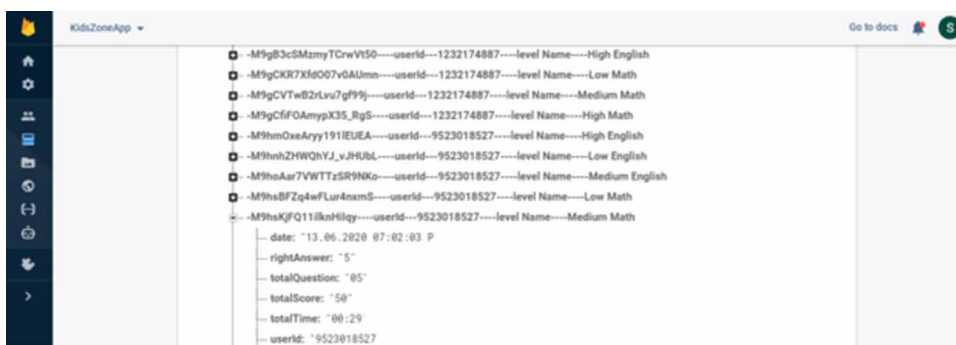 KidsZoneApp
Go to docs
S
-M9gB3cSMzmyTCrwVt50----userId---1232174887----level Name----High English
-M9gCKR7XfdO07v0AUmn----userId---1232174887----level Name----Low Math
-M9gCVTwB2rLvu7gf99j----userId---1232174887----level Name----Medium Math
-M9gCfiFOAmypX35_RgS----userId---1232174887----level Name----High Math
-M9hmOxeAryy191lEUEA----userId---9523018527----level Name----High English
-M9hnhZHWQhYJ_vJHUbL----userId---9523018527----level Name----Low English
-M9hoAar7VWTTzSR9NKo----userId---9523018527----level Name----Medium English
-M9hsBFZq4wFLur4nxmS----userId---9523018527----level Name----Low Math
-M9hsKjFQ11ilknHilqy----userId---9523018527----level Name----Medium Math
date: "13.06.2020 07:02:03 P
rightAnswer: "5"
totalQuestion: "05"
totalScore: "50"
totalTime: "00:29"
userId: "9523018527